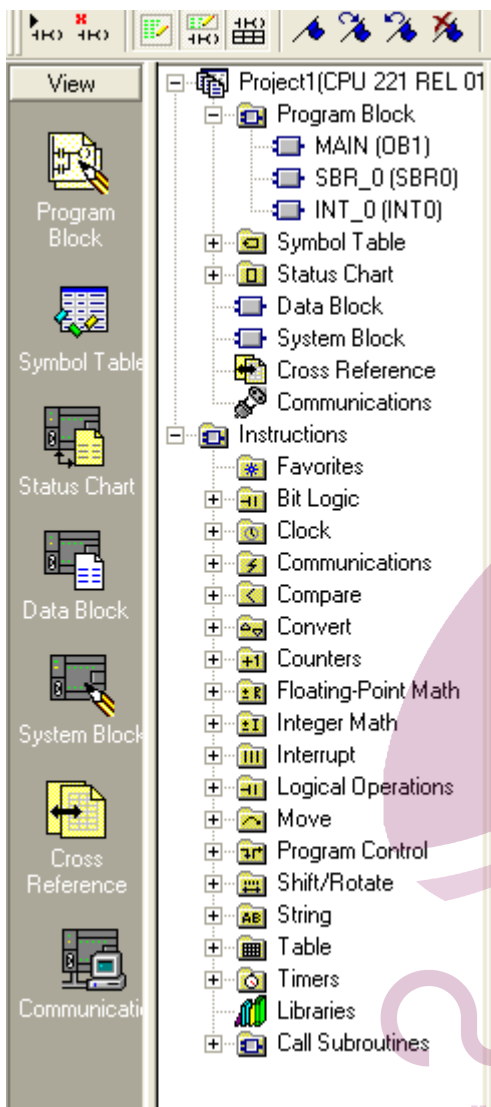 View
Program
Block
Symbol Table
Status Chart
Data Block
System Block
Cross
Reference
Communicati
Project1(CPU 221 REL 01
Program Block
MAIN (OB1)
SBR_0 (SBR0)
INT_0 (INT0)
Symbol Table
Status Chart
Data Block
System Block
Cross Reference
Communications
Instructions
Favorites
Bit Logic
Clock
Communications
Compare
Convert
Counters
Floating-Point Math
Integer Math
Interrupt
Logical Operations
Move
Program Control
Shift/Rotate
String
Table
Timers
Libraries
Call Subroutines